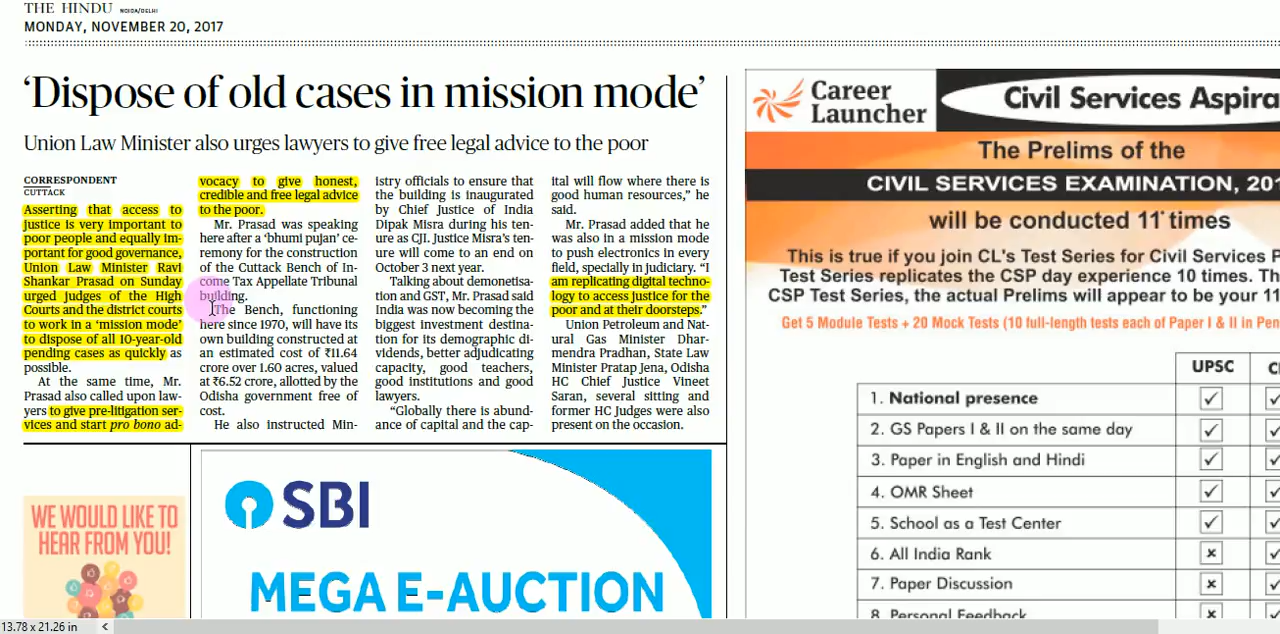 THE HINDU NOIDA/DELHI
MONDAY, NOVEMBER 20, 2017
'Dispose of old cases in mission mode'
Union Law Minister also urges lawyers to give free legal advice to the poor
CORRESPONDENT
CUTTACK
Asserting that access to
justice is very important to
poor people and equally im-
portant for good governance,
Union Law Minister Ravi
Shankar Prasad on Sunday
urged judges of the High
Courts and the district courts
to work in a 'mission mode'
to dispose of all 10-year-old
pending cases as quickly as
possible.
At the same time, Mr.
Prasad also called upon law-
yers to give pre-litigation ser-
vices and start pro bono ad-
vocacy to give honest,
credible and free legal advice
to the poor.
Mr. Prasad was speaking
here after a 'bhumi pujan' ce-
remony for the construction
of the Cuttack Bench of In-
come Tax Appellate Tribunal
building.
The Bench, functioning
here since 1970, will have its
own building constructed at
an estimated cost of ₹11.64
crore over 1.60 acres, valued
at ₹6.52 crore, allotted by the
Odisha government free of
cost.
He also instructed Min-
istry officials to ensure that
the building is inaugurated
by Chief Justice of India
Dipak Misra during his ten-
ure as CJI. Justice Misra's ten-
ure will come to an end on
October 3 next year.
Talking about demonetisa-
tion and GST, Mr. Prasad said
India was now becoming the
biggest investment destina-
tion for its demographic di-
vidends, better adjudicating
capacity, good teachers,
good institutions and good
lawyers.
"Globally there is abund-
ance of capital and the cap-
ital will flow where there is
good human resources," he
said.
Mr. Prasad added that he
was also in a mission mode
to push electronics in every
field, specially in judiciary. "I
am replicating digital techno-
logy to access justice for the
poor and at their doorsteps."
Union Petroleum and Nat-
ural Gas Minister Dhar-
mendra Pradhan, State Law
Minister Pratap Jena, Odisha
HC Chief Justice Vineet
Saran, several sitting and
former HC Judges were also
present on the occasion.
WE WOULD LIKE TO
HEAR FROM YOU!
SBI
MEGA E-AUCTION
Career
Launcher
Civil Services Aspira
The Prelims of the
CIVIL SERVICES EXAMINATION, 201
will be conducted 11* times
This is true if you join CL's Test Series for Civil Services P
Test Series replicates the CSP day experience 10 times. Th
CSP Test Series, the actual Prelims will appear to be your 11
Get 5 Module Tests + 20 Mock Tests (10 full-length tests each of Paper I & II in Pen
UPSC
1. National presence ✓
2. GS Papers I & II on the same day ✓
3. Paper in English and Hindi ✓
4. OMR Sheet ✓
5. School as a Test Center ✓
6. All India Rank ×
7. Paper Discussion ×
8. Personal Feedback ×
13.78 x 21.26 in